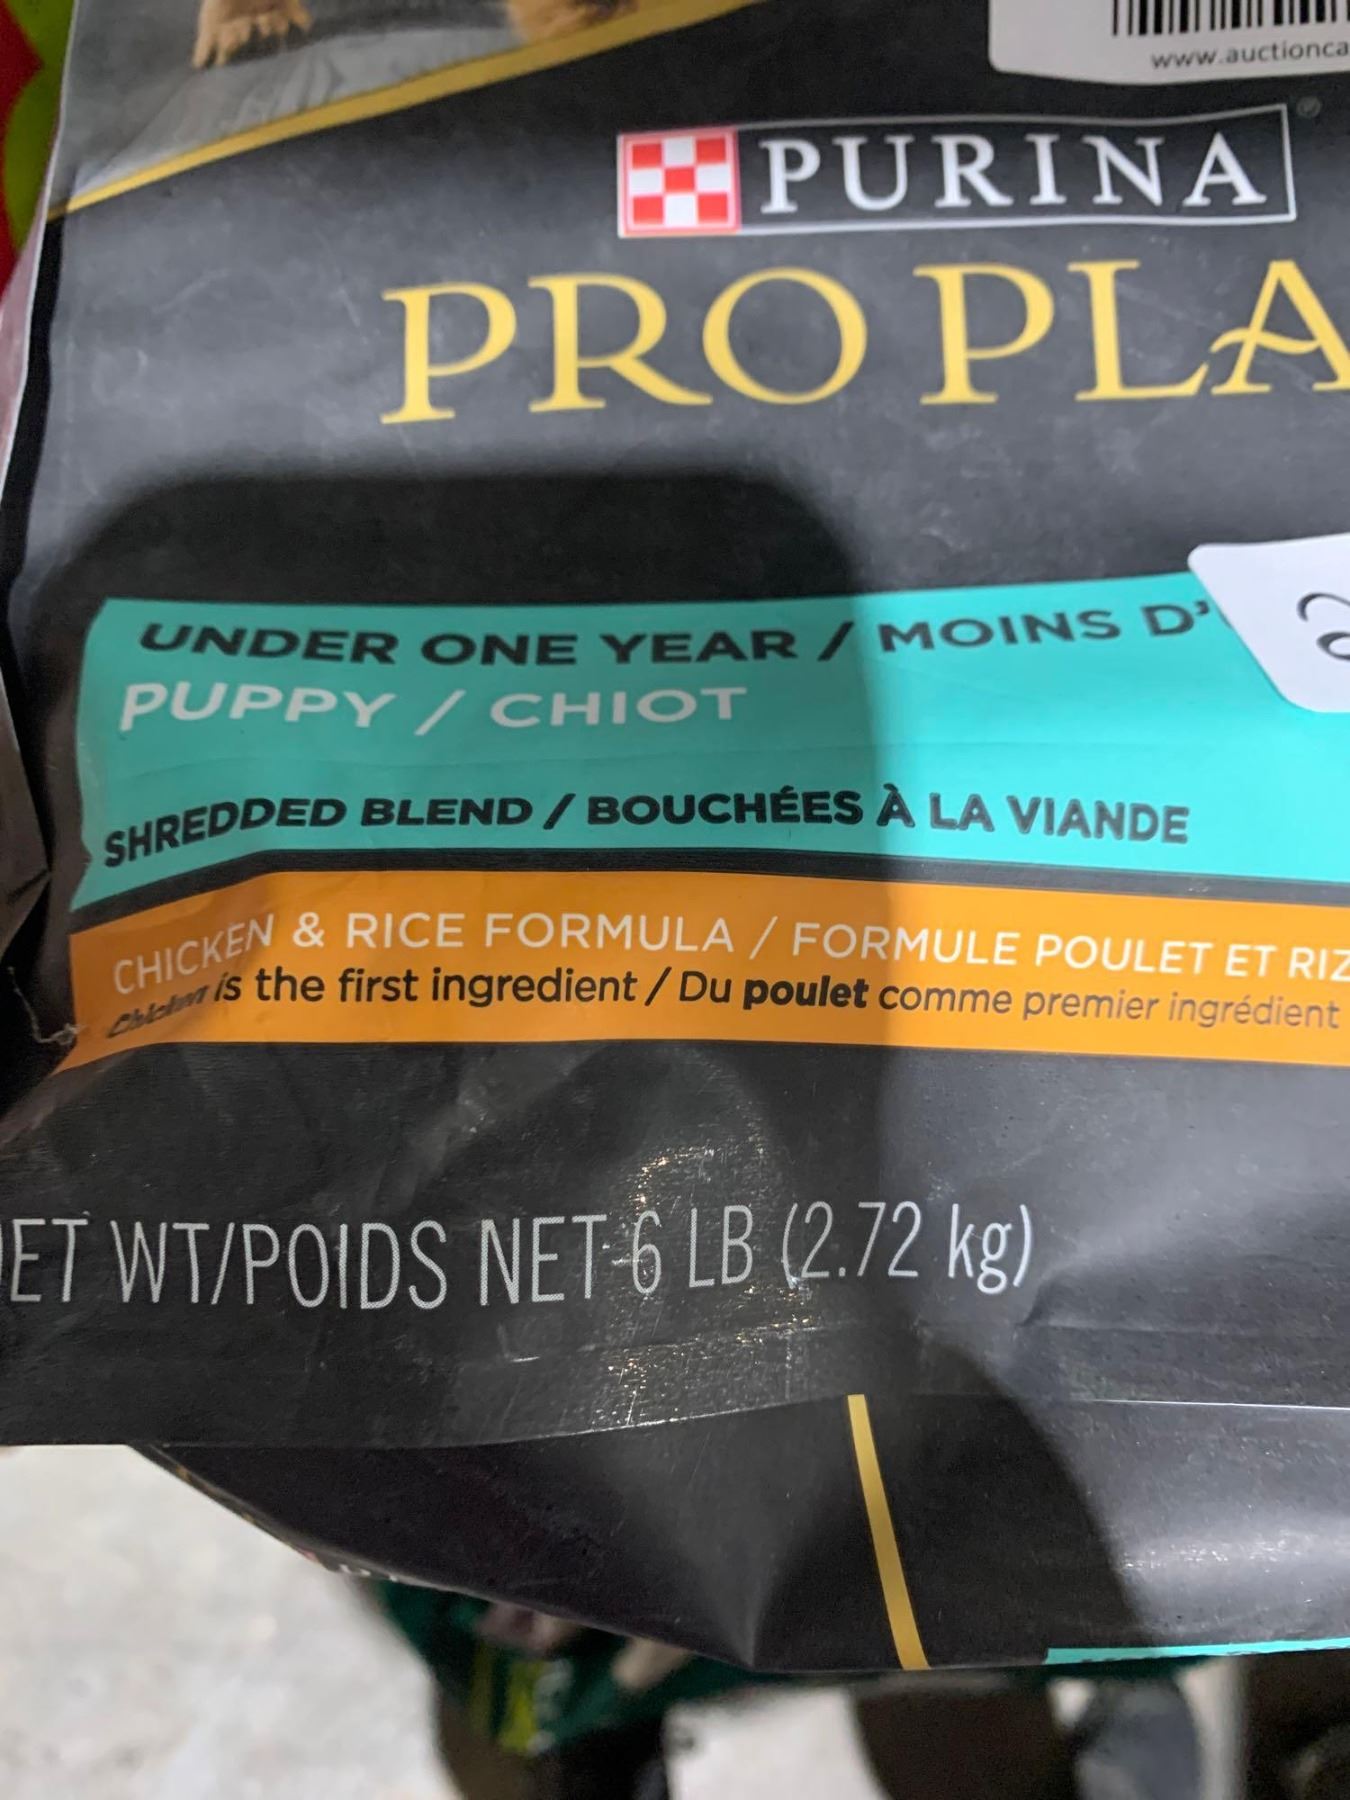 www.auctionca
PURINA
PRO PLA
UNDER ONE YEAR / MOINS D'
PUPPY / CHIOT
SHREDDED BLEND / BOUCHÉES À LA VIANDE
CHICKEN & RICE FORMULA / FORMULE POULET ET RIZ
Chicken is the first ingredient / Du poulet comme premier ingrédient
ET WT/POIDS NET 6 LB (2.72 kg)